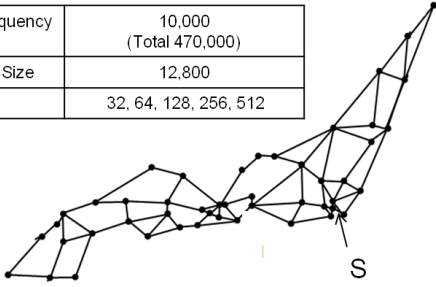 quency 10,000
(Total 470,000)
Size 12,800
32, 64, 128, 256, 512
S